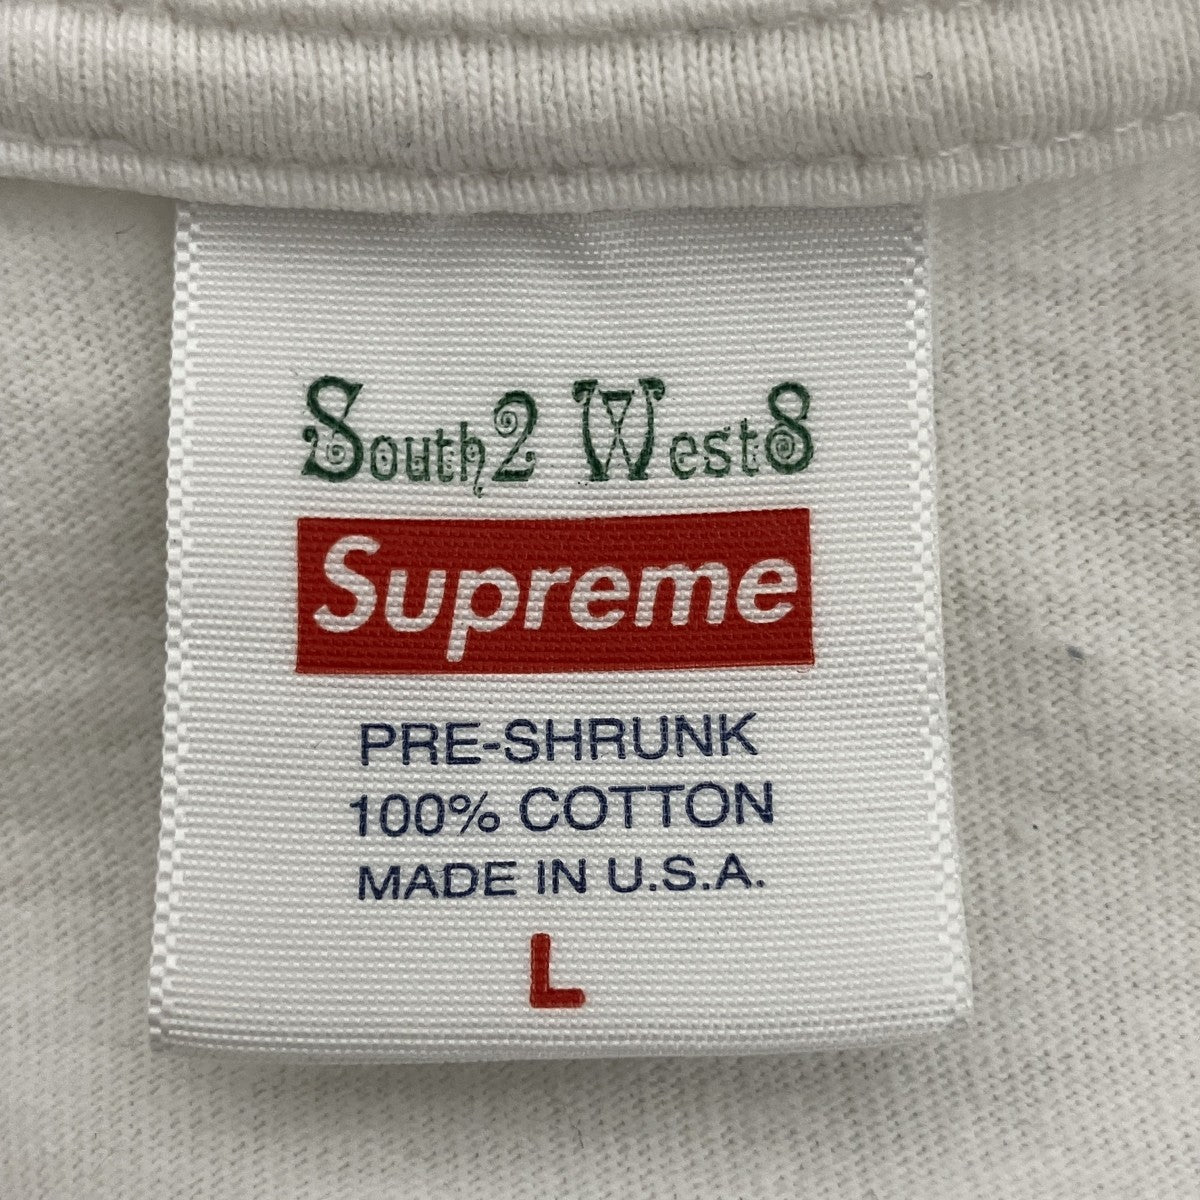 South2 West8
Supreme
PRE-SHRUNK
100% COTTON
MADE IN U.S.A.
L